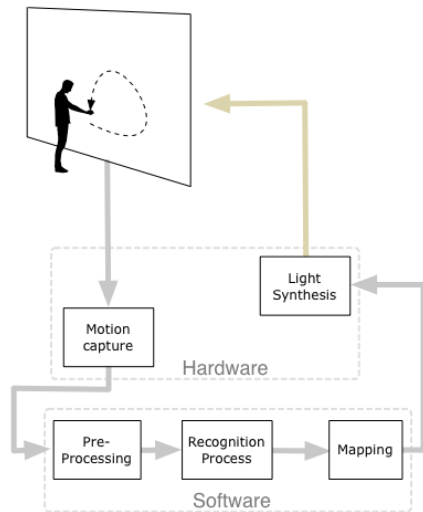 Light
Synthesis
Motion
capture
Hardware
Pre-
Processing
Recognition
Process
Mapping
Software